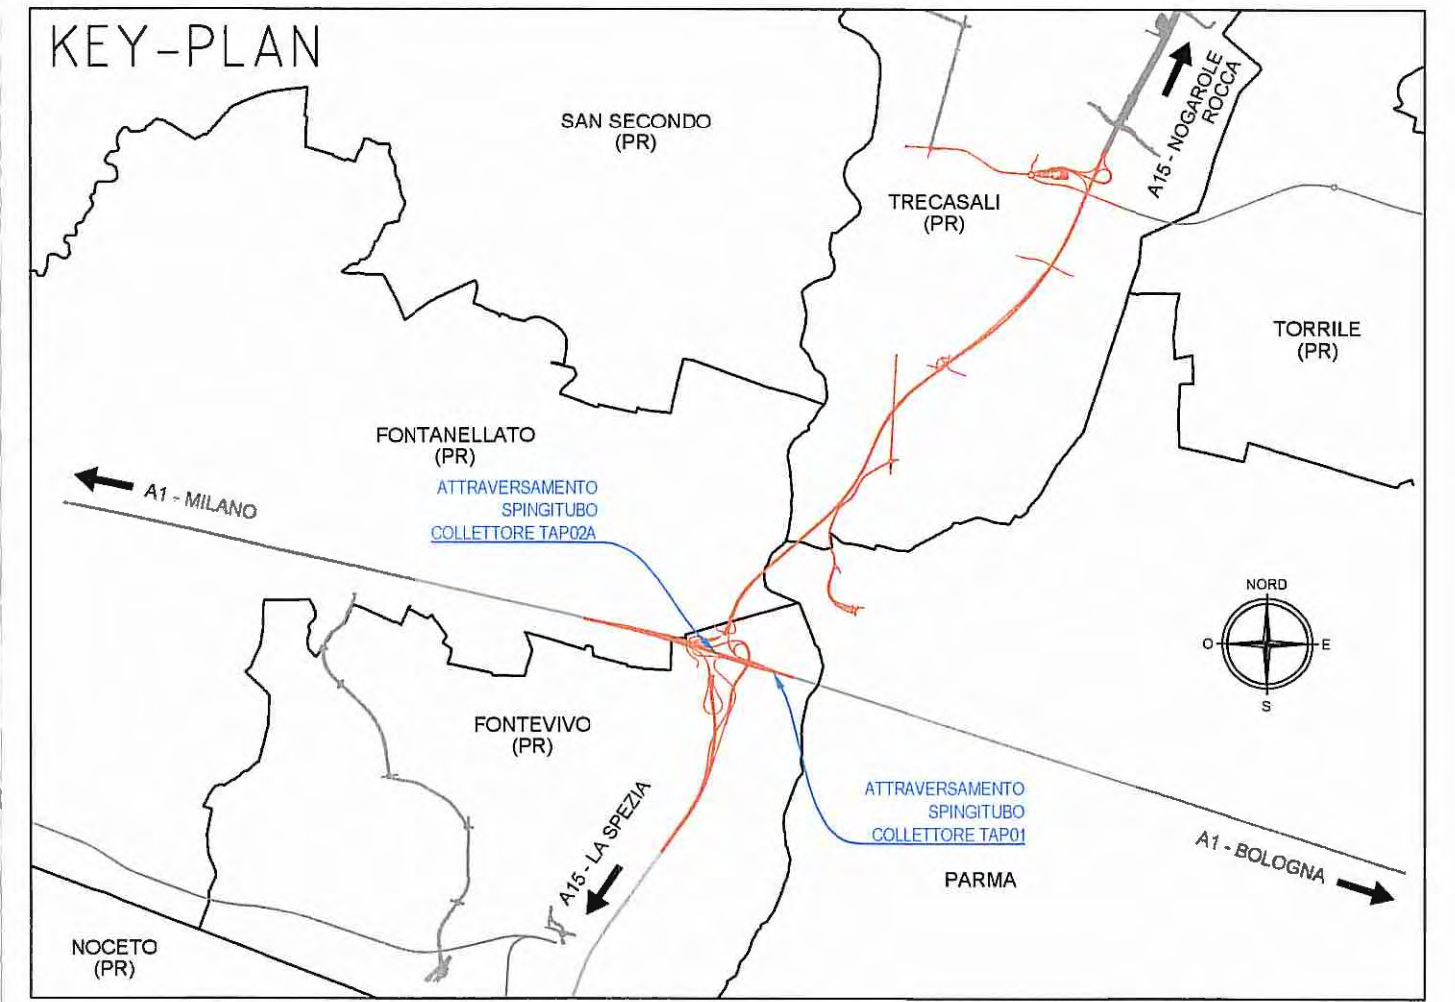 KEY-PLAN
SAN SECONDO
(PR)
A15 - NOGAROLE
ROCCA
TRECASALI
(PR)
TORRILE
(PR)
FONTANELLATO
(PR)
A1 - MILANO
ATTRAVERSAMENTO
SPINGITUBO
COLLETTORE TAP02A
NORD
O
E
S
FONTEVIVO
(PR)
ATTRAVERSAMENTO
SPINGITUBO
COLLETTORE TAP01
A15 - LA SPEZIA
A1 - BOLOGNA
PARMA
NOCETO
(PR)